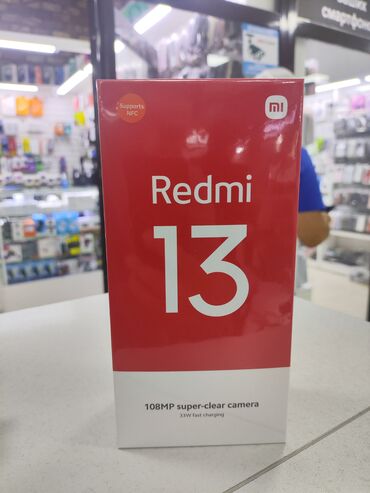 Supports
NFC
mi
Redmi
13
108MP super-clear camera
33W fast charging